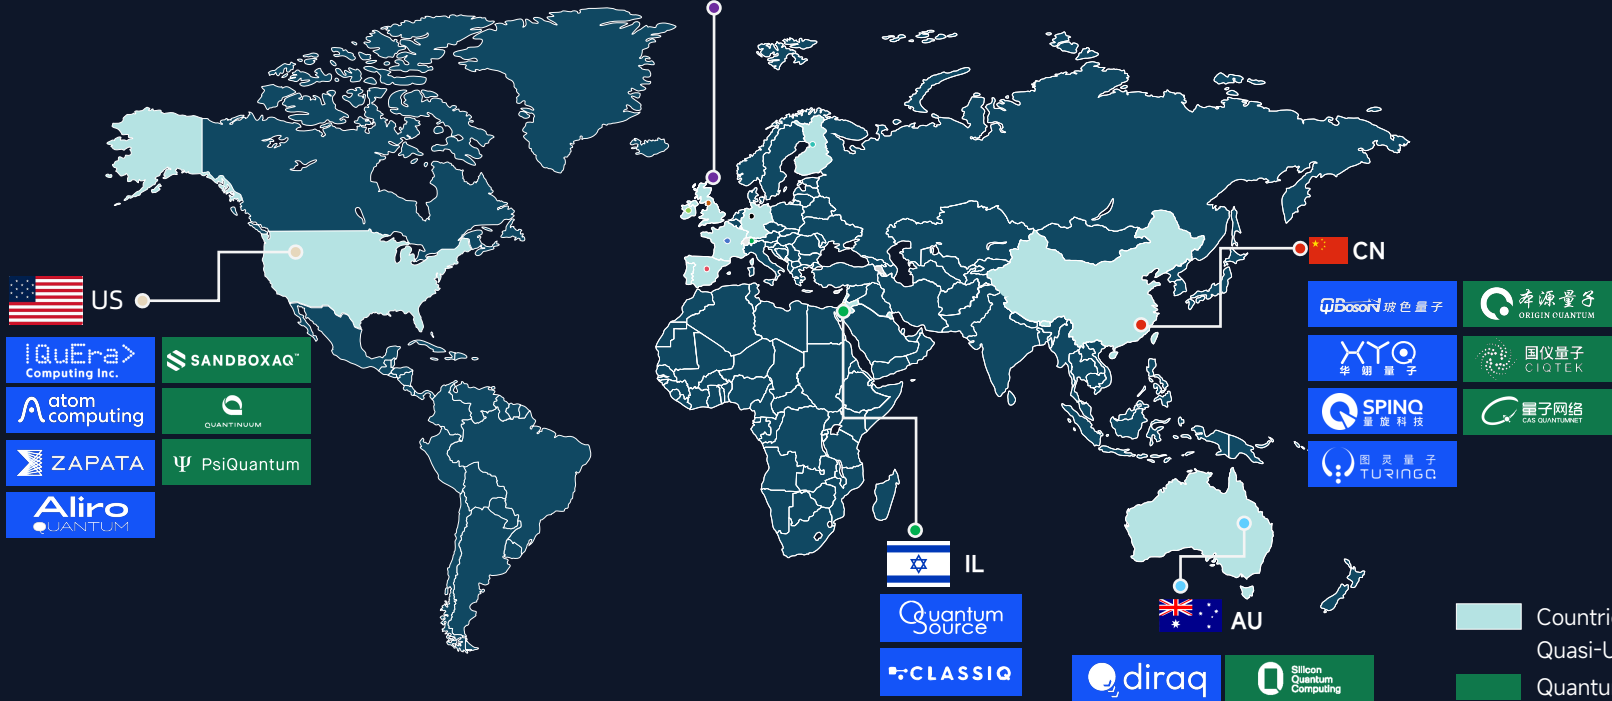 US
|QuEra>
Computing Inc.
SANDBOXAQ™
atom
computing
QUANTINUUM
ZAPATA
Ψ PsiQuantum
Aliro
QUANTUM
CN
QBoson 玻色量子
本源量子
ORIGIN QUANTUM
XYQ
华翊量子
国仪量子
CIQTEK
SPINQ
量旋科技
量子网络
CAS QUANTUMNET
图灵量子
TURINGQ
IL
Quantum
Source
CLASSIQ
AU
diraq
Silicon
Quantum
Computing
Countri
Quasi-U
Quantu